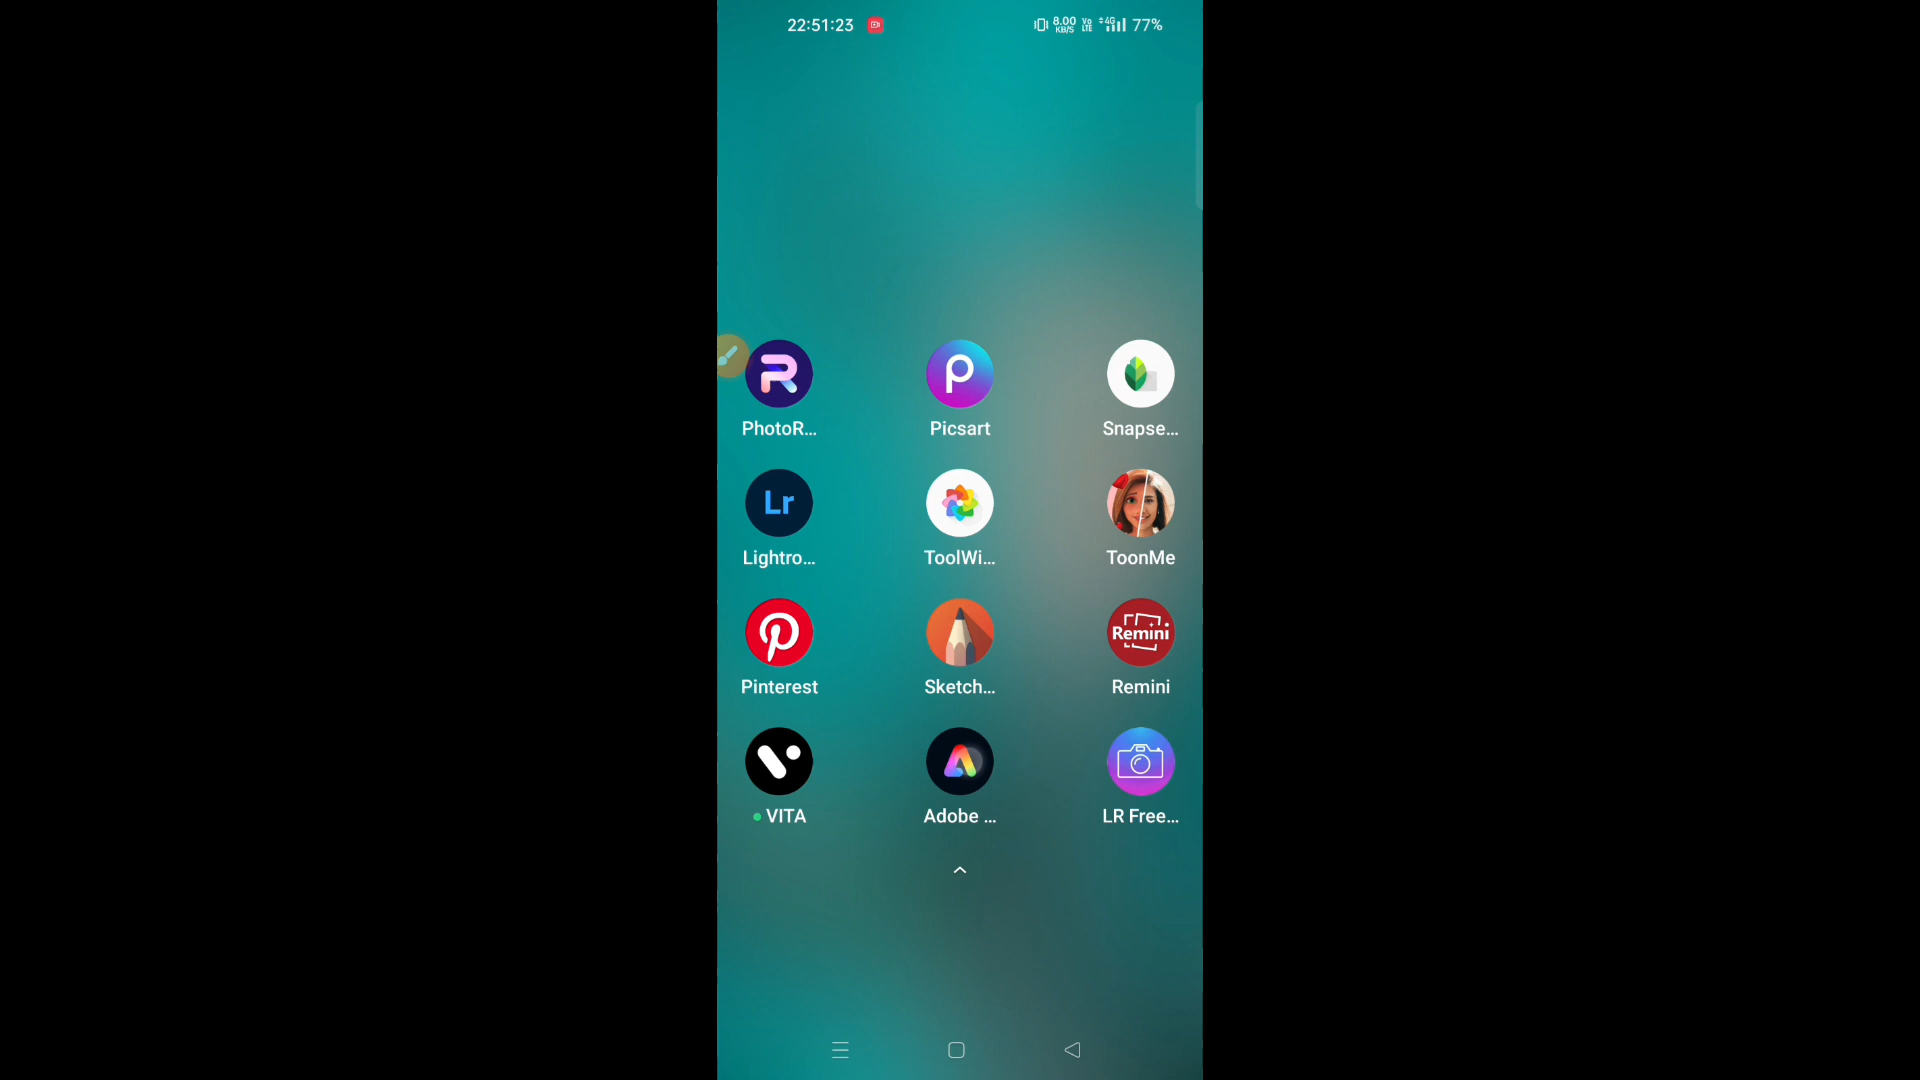 22:51:23 8.00 KB/S Vo LTE 4G 77%
PhotoR... Picsart Snapse...
Lr
Lightro... ToolWi... ToonMe
Remini
Pinterest Sketch... Remini
VITA Adobe ... LR Free...